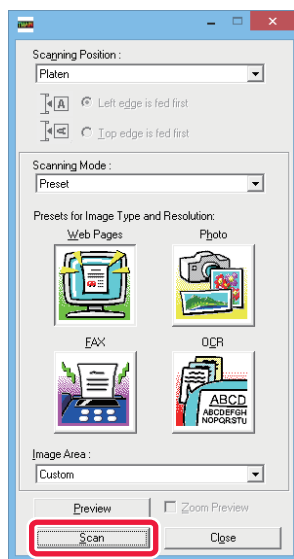 Scanning Position :
Platen
A Left edge is fed first
A Top edge is fed first
Scanning Mode :
Preset
Presets for Image Type and Resolution:
Web Pages Photo
FAX OCR
ABCD
ABCDEFGH
NOPQRSTU
Image Area :
Custom
Preview Zoom Preview
Scan Close